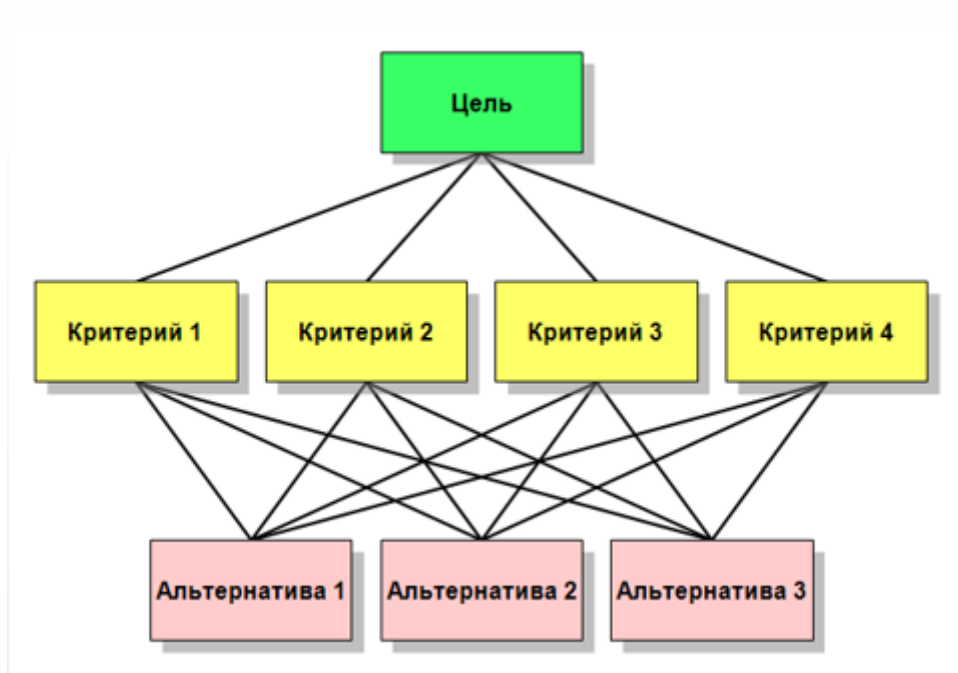 Цель
Критерий 1
Критерий 2
Критерий 3
Критерий 4
Альтернатива 1
Альтернатива 2
Альтернатива 3